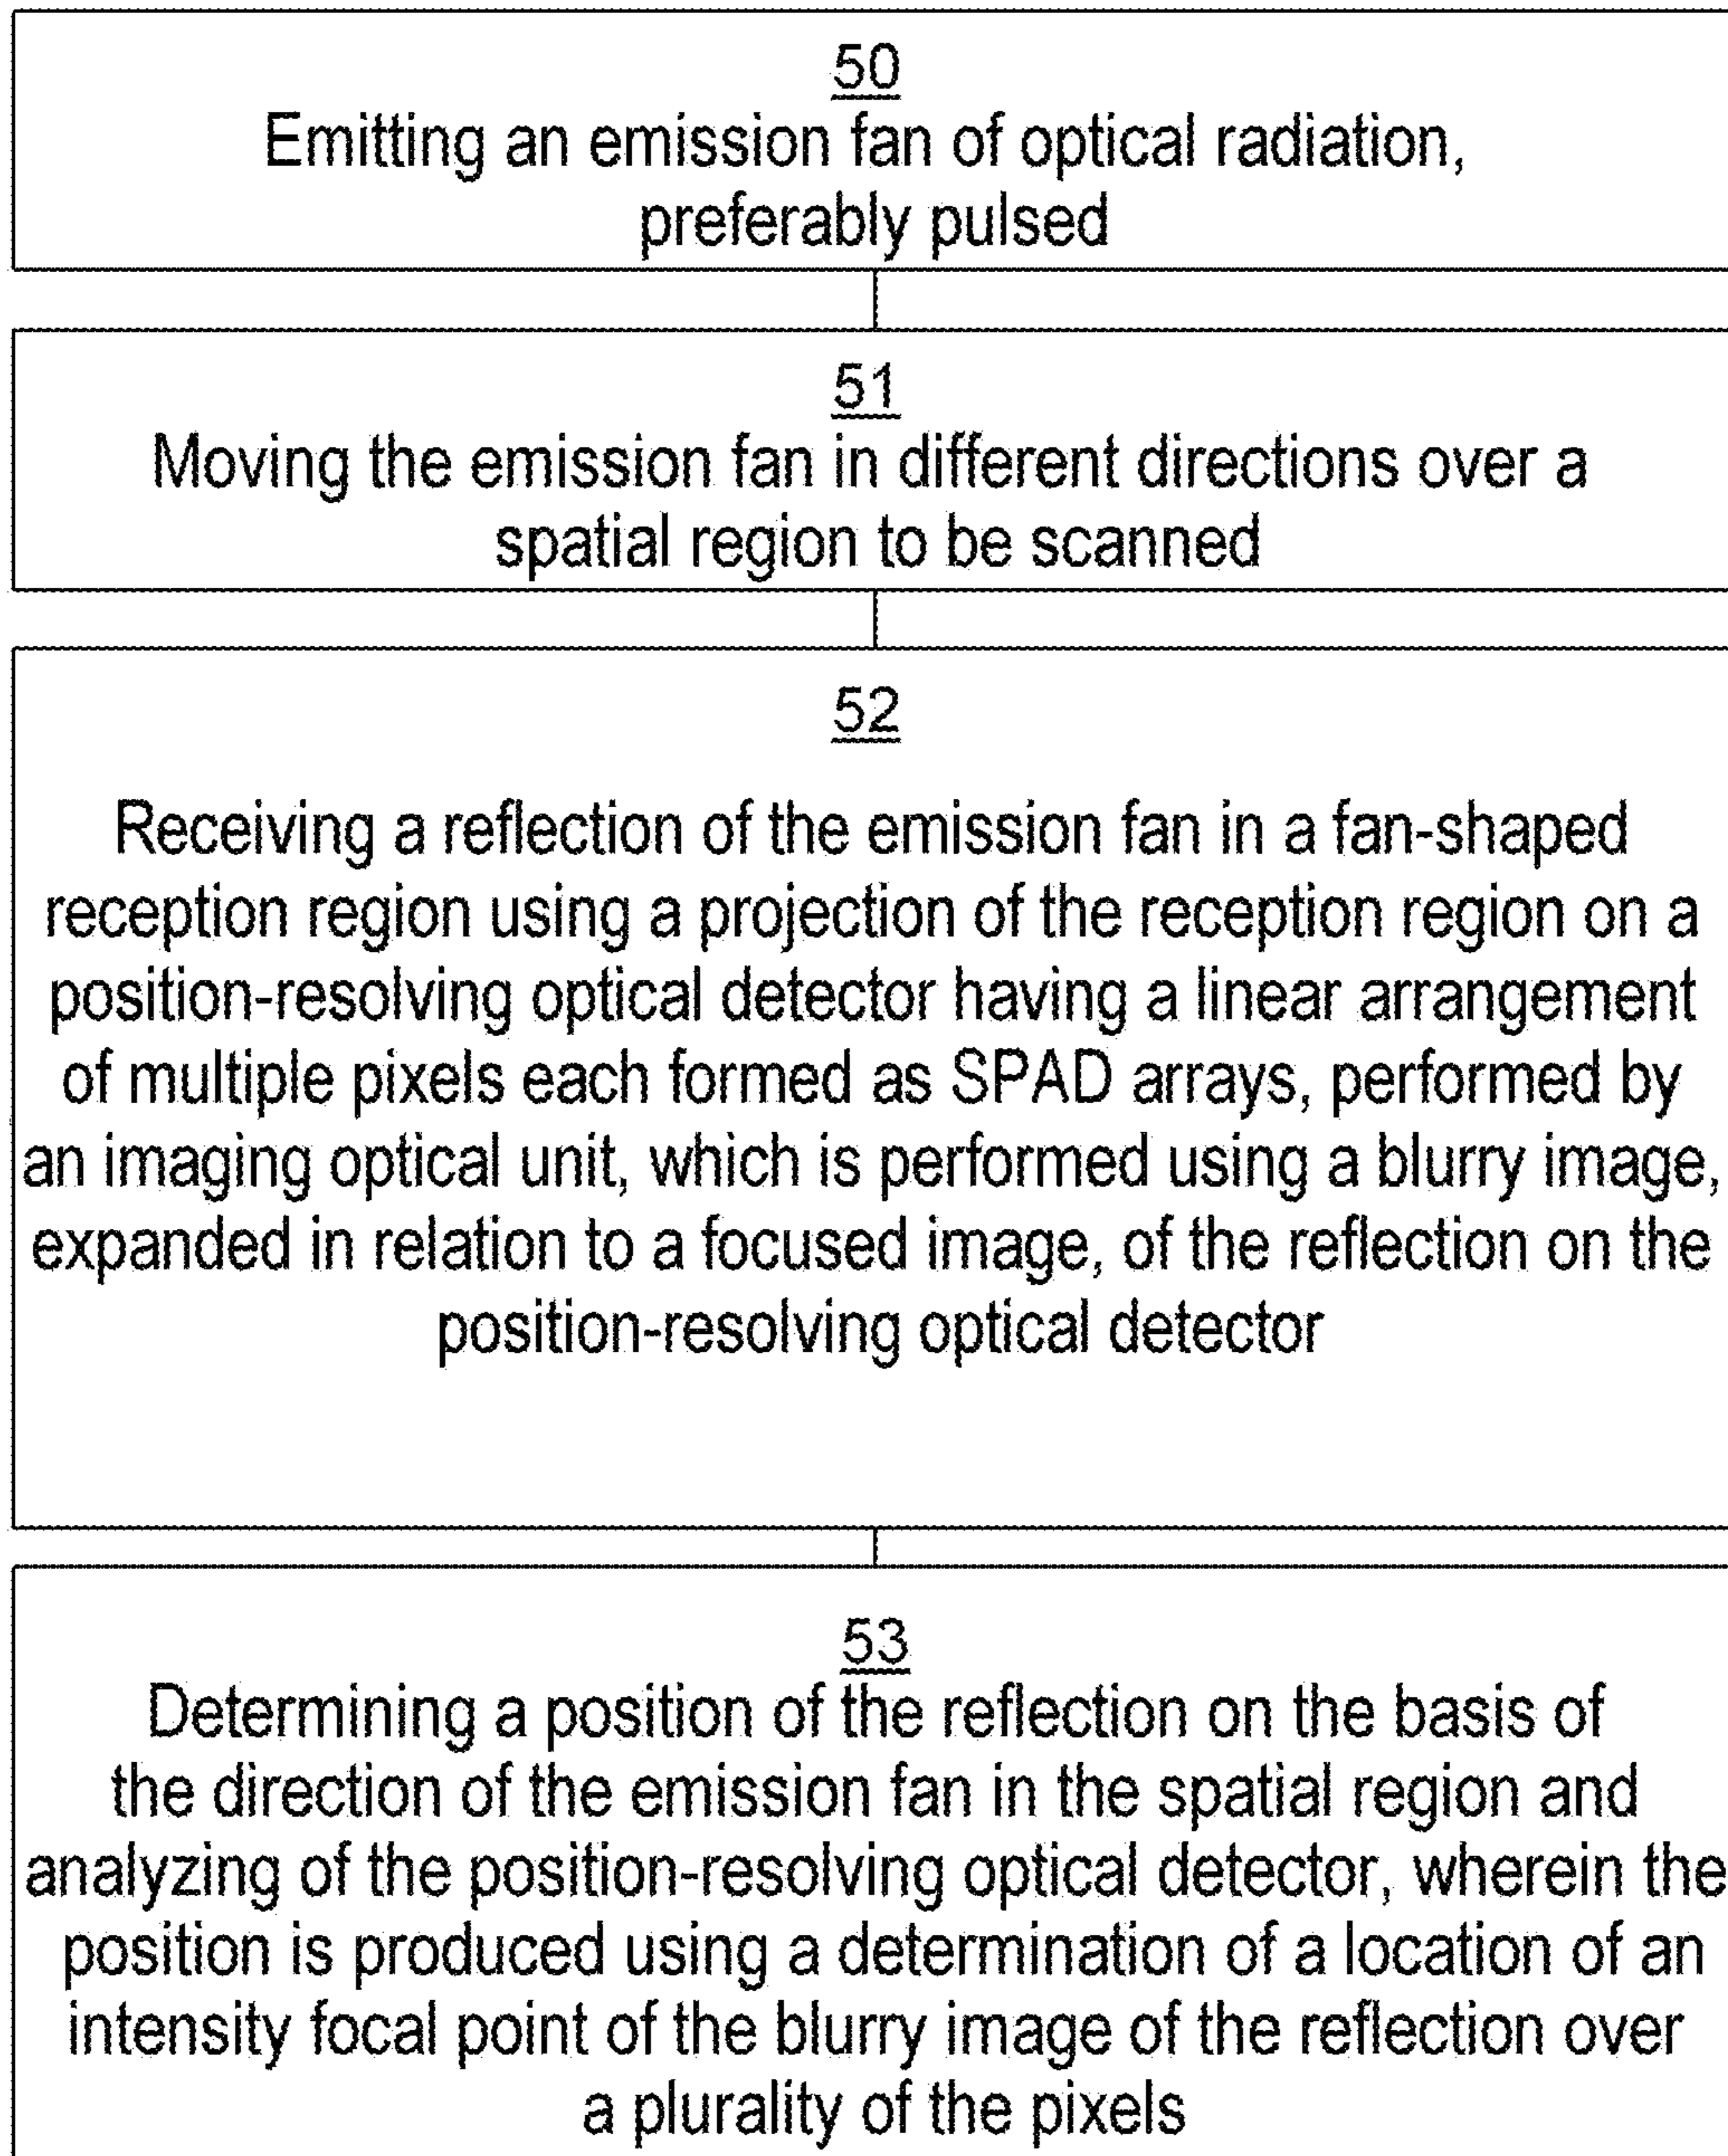 50
Emitting an emission fan of optical radiation,
preferably pulsed
51
Moving the emission fan in different directions over a
spatial region to be scanned
52
Receiving a reflection of the emission fan in a fan-shaped
reception region using a projection of the reception region on a
position-resolving optical detector having a linear arrangement
of multiple pixels each formed as SPAD arrays, performed by
an imaging optical unit, which is performed using a blurry image,
expanded in relation to a focused image, of the reflection on the
position-resolving optical detector
53
Determining a position of the reflection on the basis of
the direction of the emission fan in the spatial region and
analyzing of the position-resolving optical detector, wherein the
position is produced using a determination of a location of an
intensity focal point of the blurry image of the reflection over
a plurality of the pixels